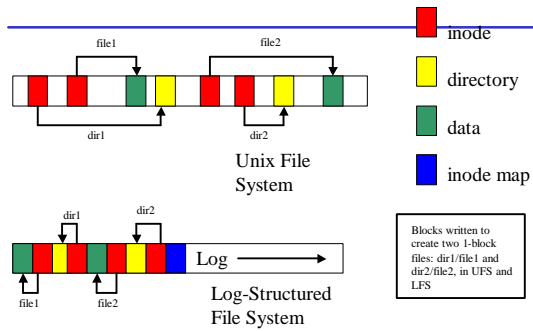 file1
file2
inode
directory
data
inode map
dir1
dir2
Unix File
System
dir1
dir2
Log
file1
file2
Log-Structured
File System
Blocks written to
create two 1-block
files: dir1/file1 and
dir2/file2, in UFS and
LFS